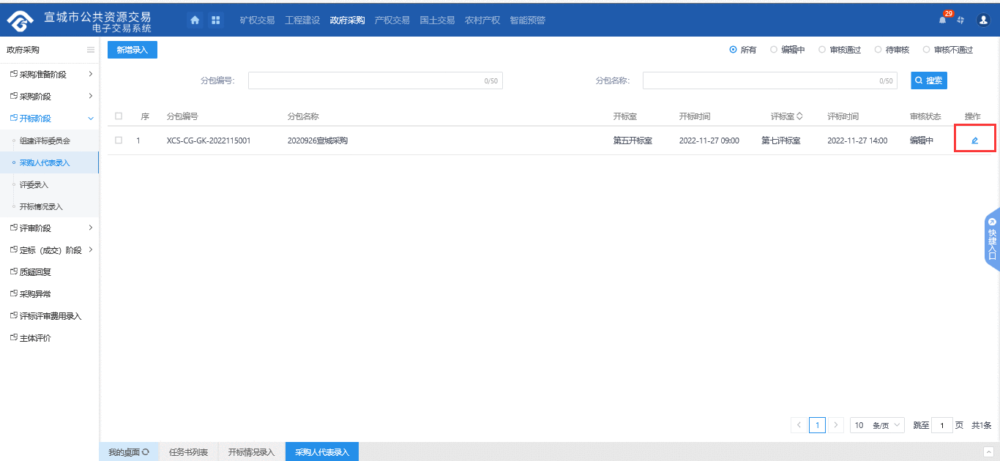 宣城市公共资源交易
电子交易系统
矿权交易 工程建设 政府采购 产权交易 国土交易 农村产权 智能预警
29
政府采购
采购准备阶段
采购阶段
开标阶段
组建评标委员会
采购人代表录入
评委录入
开标情况录入
评审阶段
定标（成交）阶段
质疑回复
采购异常
评标评审费用录入
主体评价
新增录入
所有 编辑中 审核通过 待审核 审核不通过
分包编号: 0/50 分包名称: 0/50 搜索
序 分包编号 分包名称 开标室 开标时间 评标室 评标时间 审核状态 操作
1 XCS-CG-GK-2022115001 2020926宣城采购 第五开标室 2022-11-27 09:00 第七评标室 2022-11-27 14:00 编辑中
快捷入口
1 10 条/页 跳至 1 页 共1条
我的桌面 任务书列表 开标情况录入 采购人代表录入